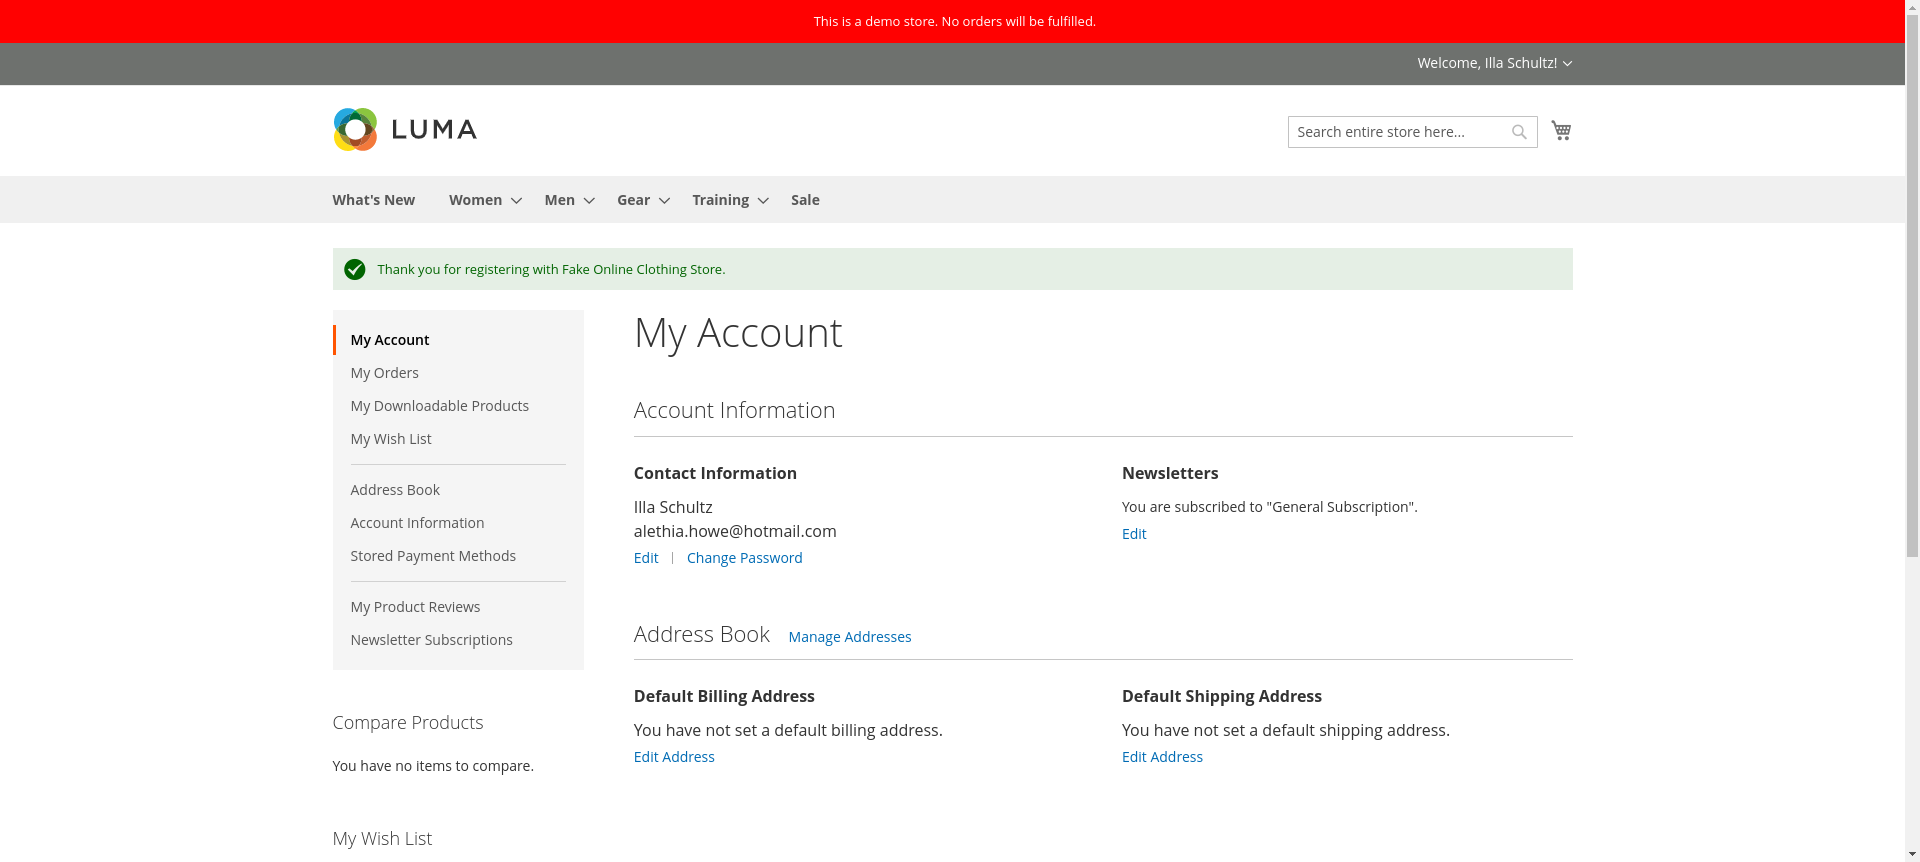 This is a demo store. No orders will be fulfilled.
Welcome, Illa Schultz!
LUMA
Search entire store here...
What's New
Women
Men
Gear
Training
Sale
Thank you for registering with Fake Online Clothing Store.
My Account
My Orders
My Downloadable Products
My Wish List
Address Book
Account Information
Stored Payment Methods
My Product Reviews
Newsletter Subscriptions
Compare Products
You have no items to compare.
My Wish List
My Account
Account Information
Contact Information
Illa Schultz
alethia.howe@hotmail.com
Edit | Change Password
Newsletters
You are subscribed to "General Subscription".
Edit
Address Book Manage Addresses
Default Billing Address
You have not set a default billing address.
Edit Address
Default Shipping Address
You have not set a default shipping address.
Edit Address